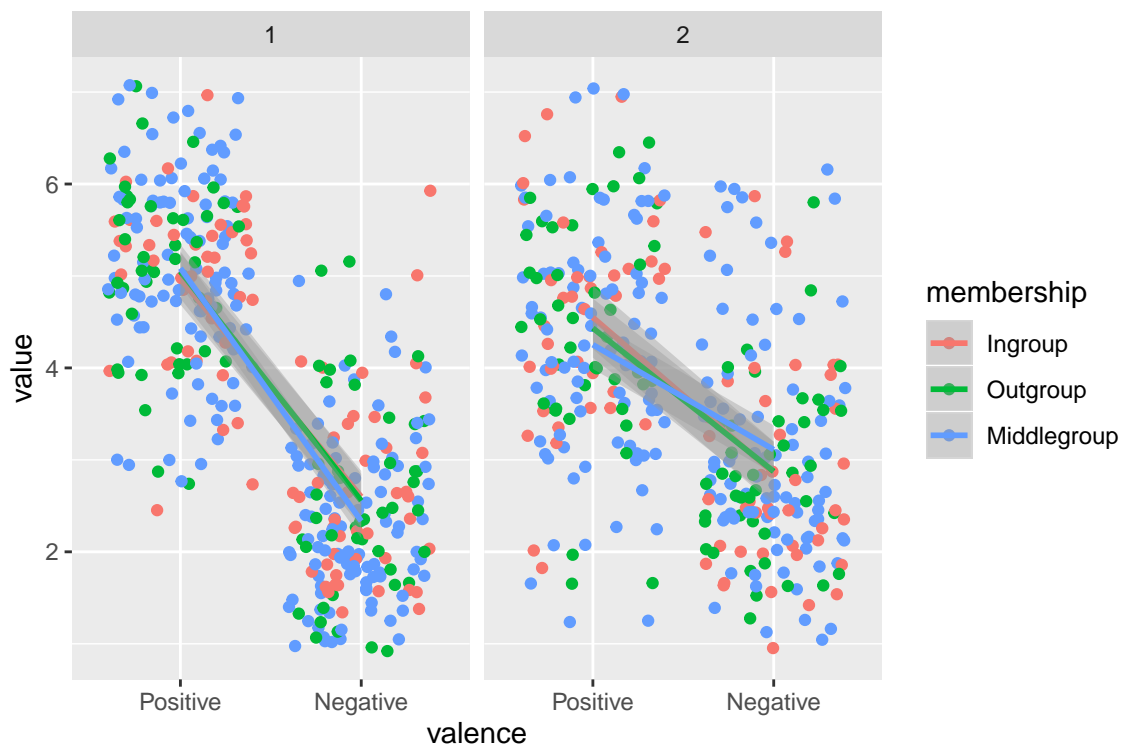 1
2
6
4
2
value
Positive
Negative
Positive
Negative
valence
membership
Ingroup
Outgroup
Middlegroup